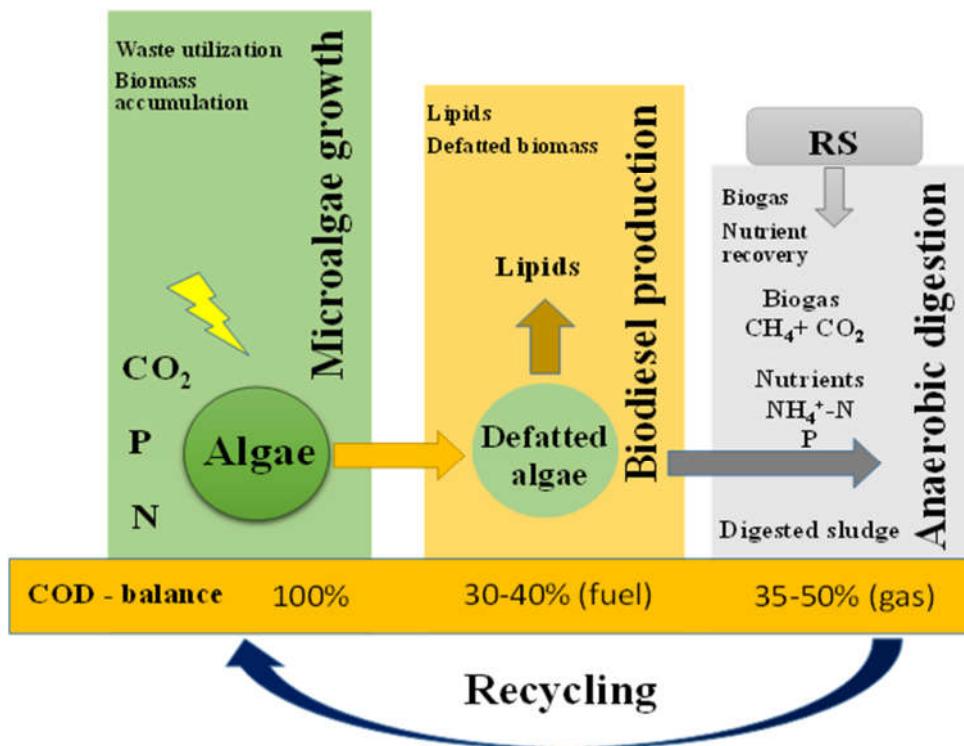 Waste utilization
Biomass
accumulation
Microalgae growth
CO₂
P
N
Algae
Lipids
Defatted biomass
Biodiesel production
Lipids
Defatted
algae
RS
Biogas
Nutrient
recovery
Anaerobic digestion
Biogas
CH₄+ CO₂
Nutrients
NH₄⁺-N
P
Digested sludge
COD - balance 100% 30-40% (fuel) 35-50% (gas)
Recycling